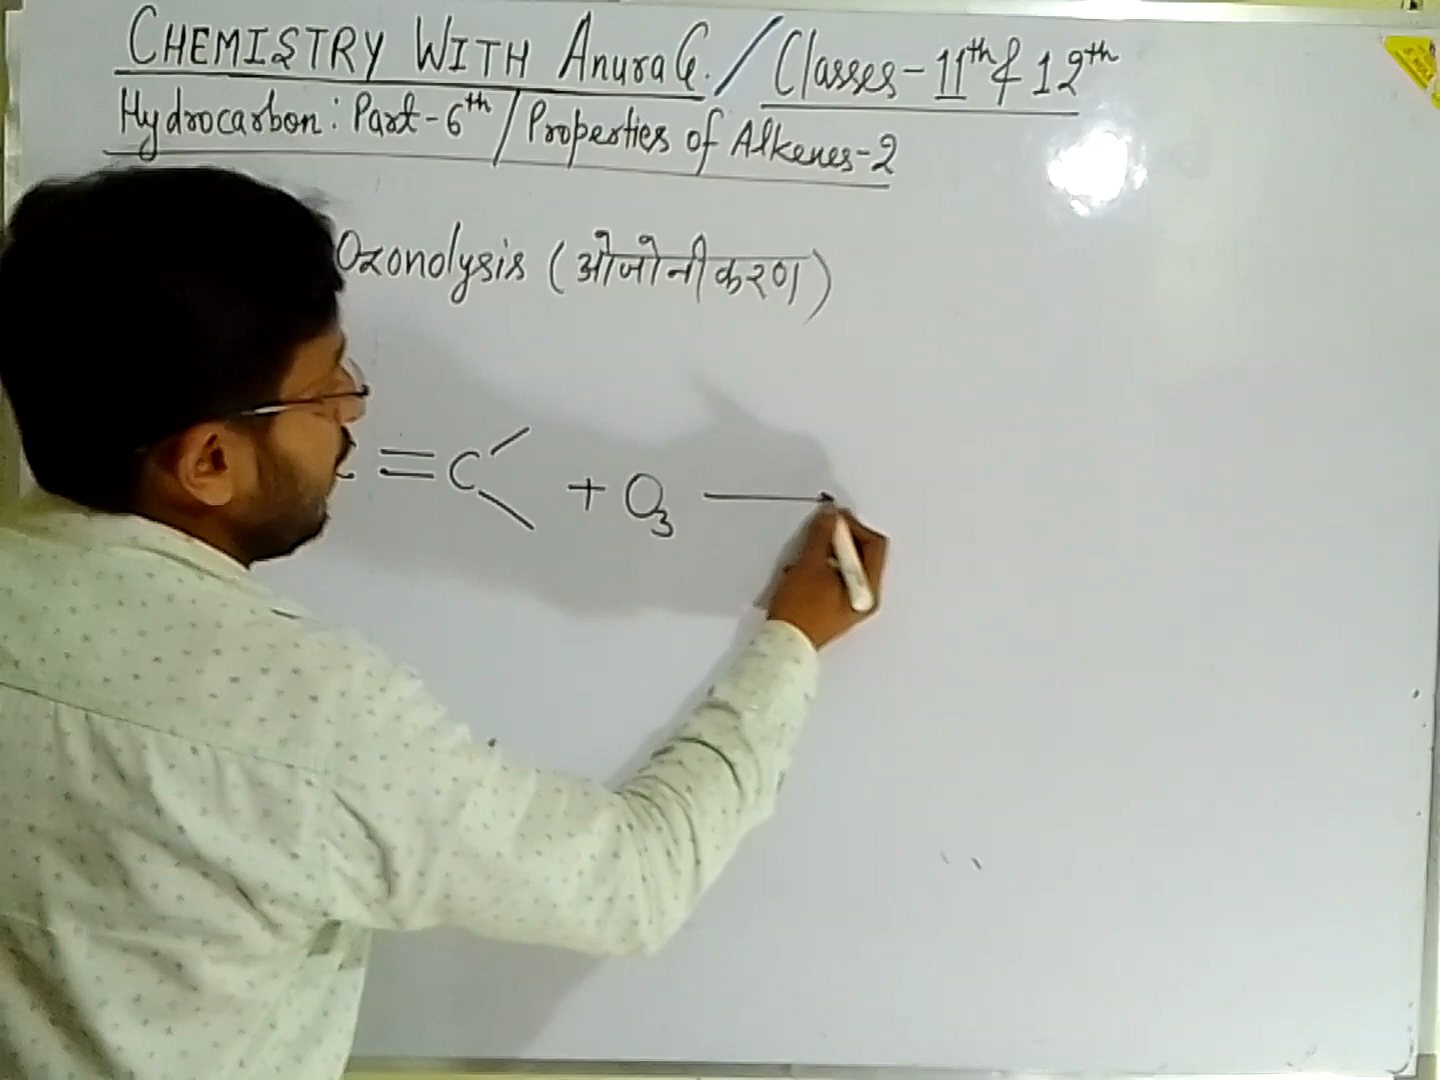 CHEMISTRY WITH AnuraG. / Classes-11th & 12th
Hydrocarbon: Part-6th / Properties of Alkenes-2
Ozonolysis (ओजोनीकरण)
= C + O3